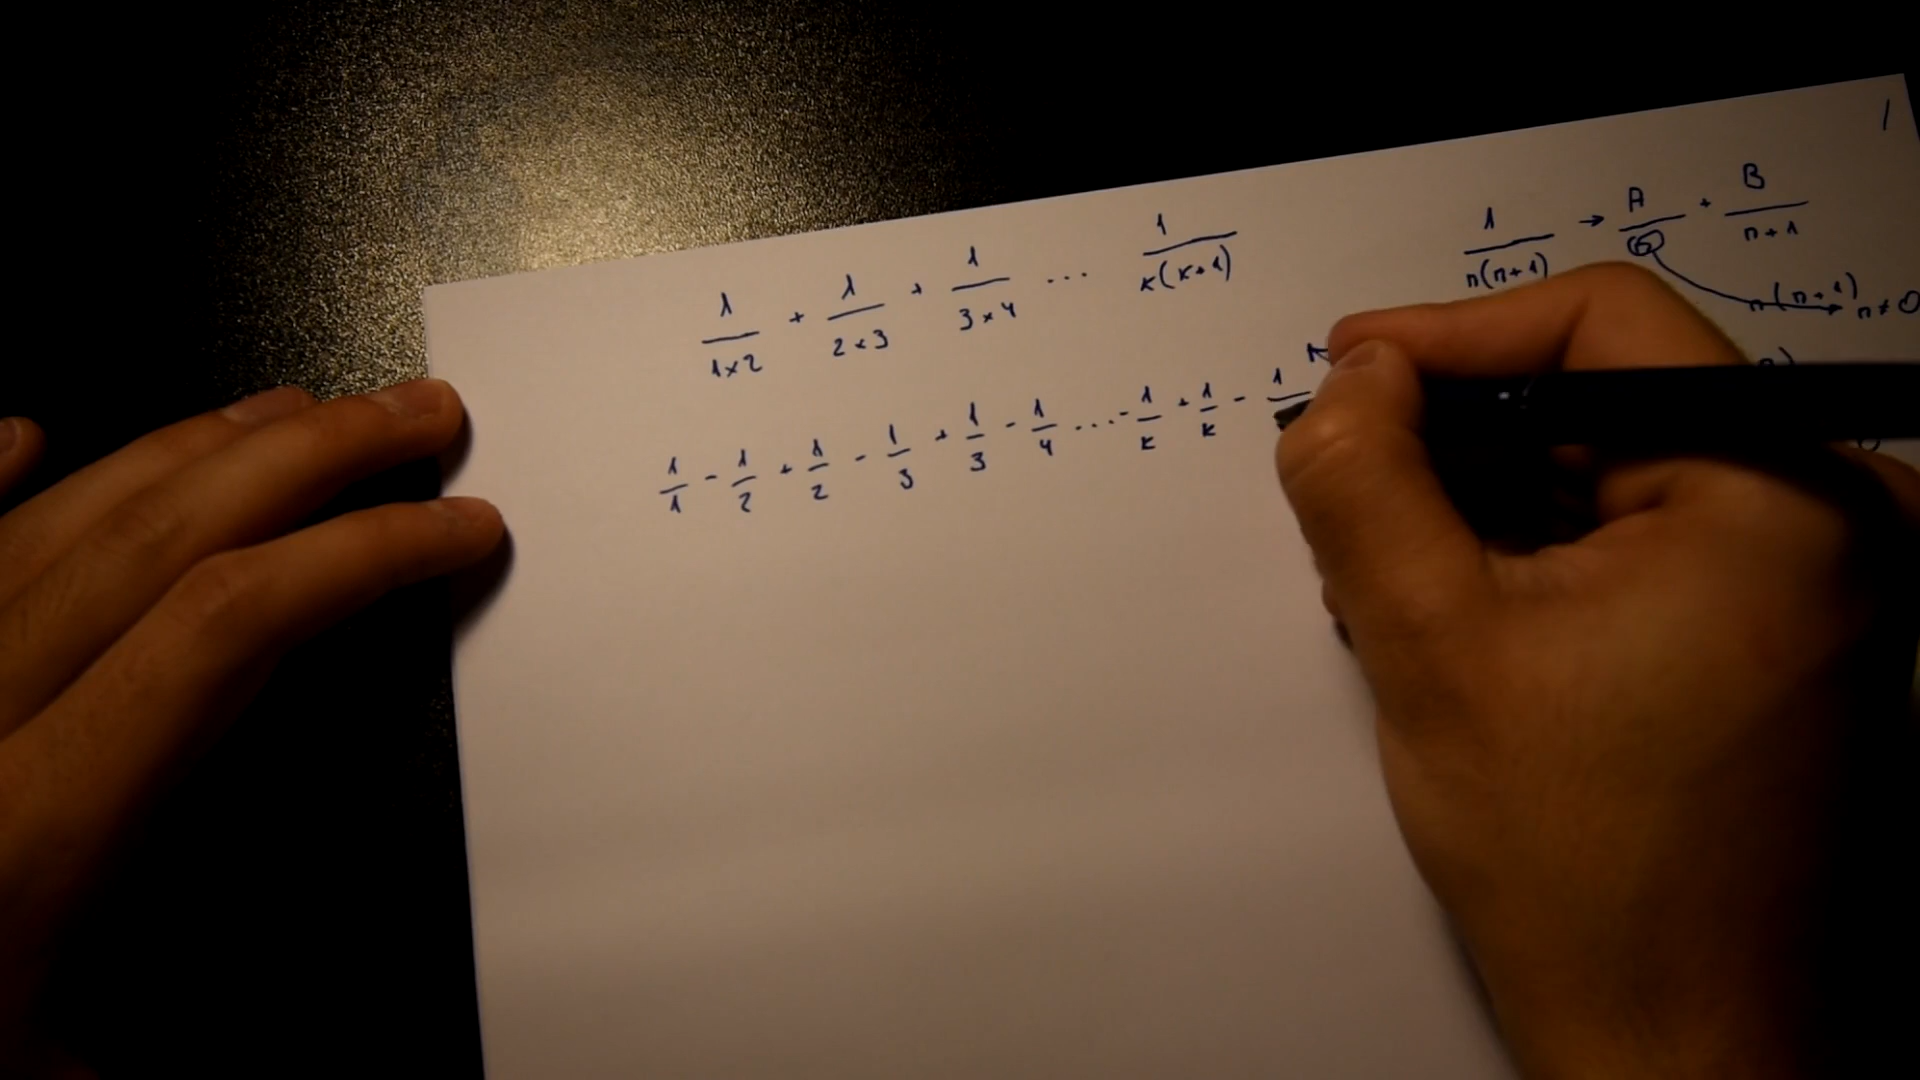 1/(1×2) + 1/(2×3) + 1/(3×4) ... 1/(k(k+1))
1/1 - 1/2 + 1/2 - 1/3 + 1/3 - 1/4 ... - 1/k + 1/k - 1/
1/(n(n+1)) → A/n + B/(n+1)
n(n+1) n≠0